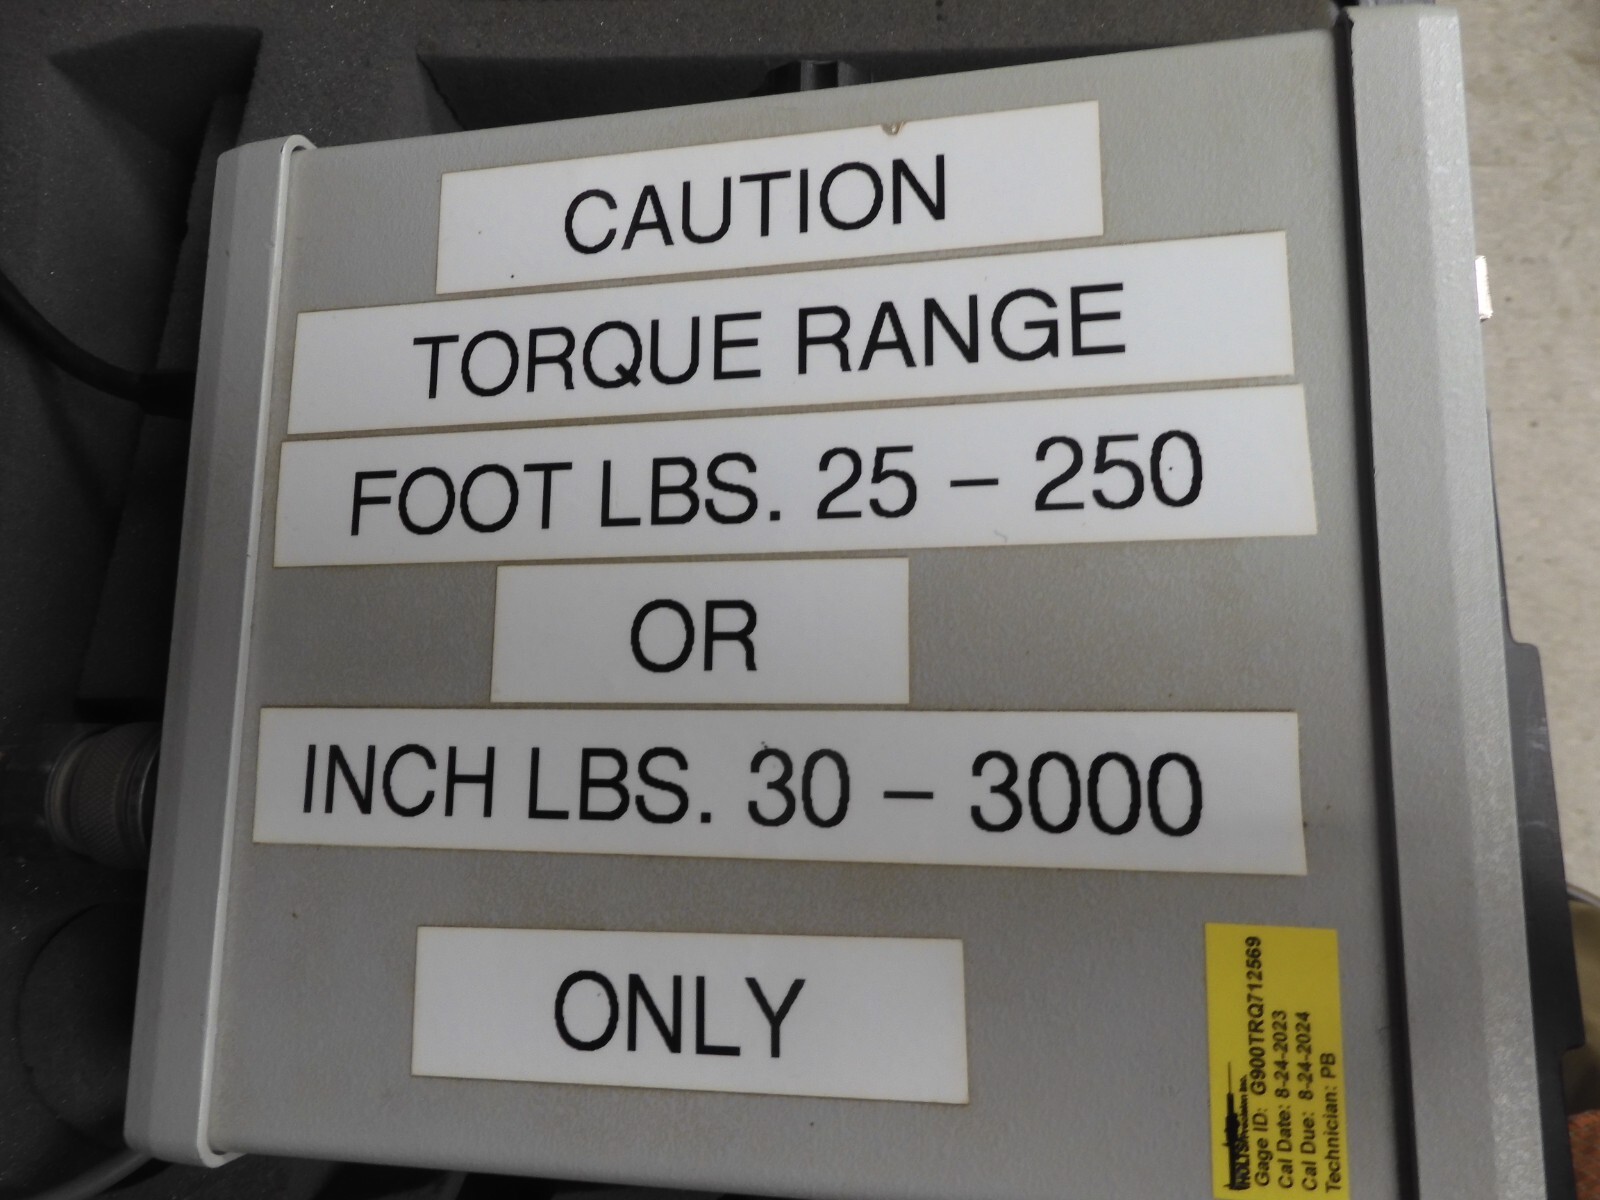 CAUTION
TORQUE RANGE
FOOT LBS. 25 – 250
OR
INCH LBS. 30 – 3000
ONLY
Gage ID: G900TRQ712569
Cal Date: 8-24-2023
Cal Due: 8-24-2024
Technician: PB